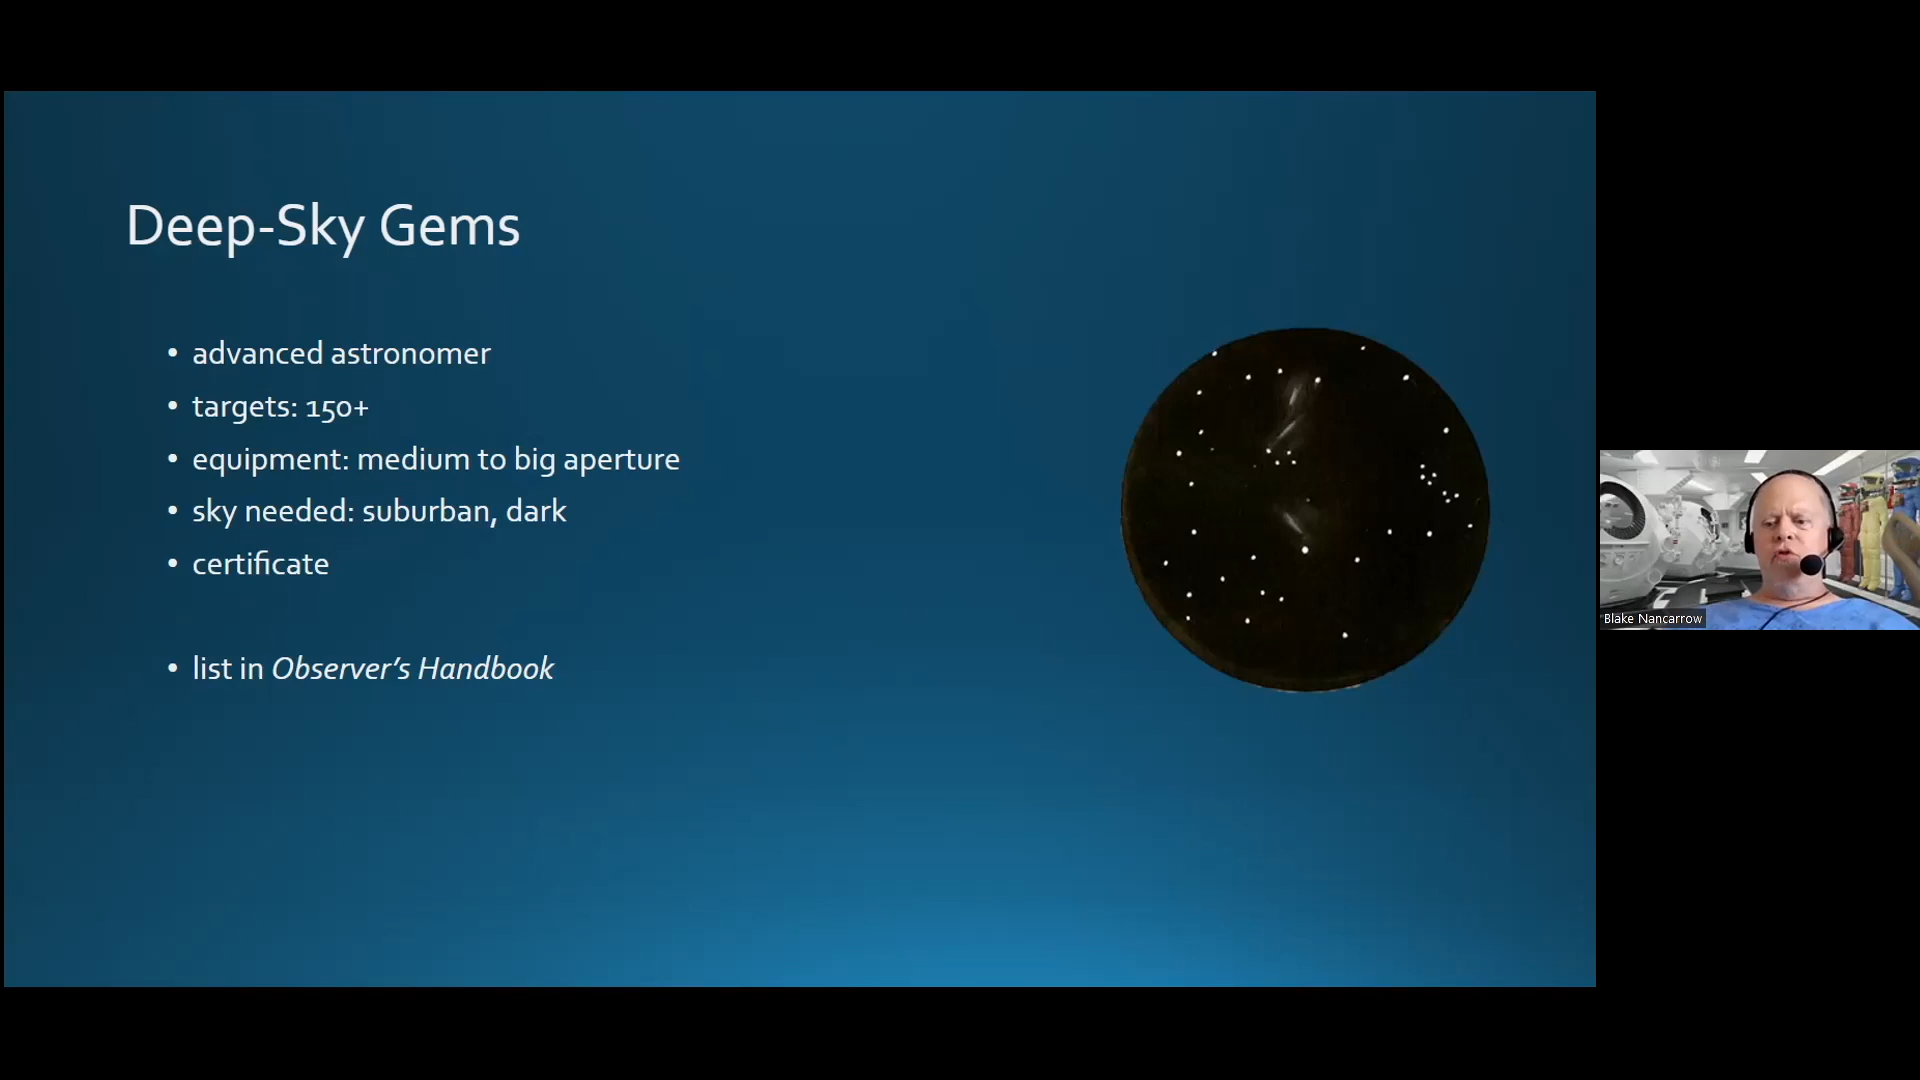 Deep-Sky Gems
• advanced astronomer
• targets: 150+
• equipment: medium to big aperture
• sky needed: suburban, dark
• certificate
• list in Observer’s Handbook
Blake Nancarrow